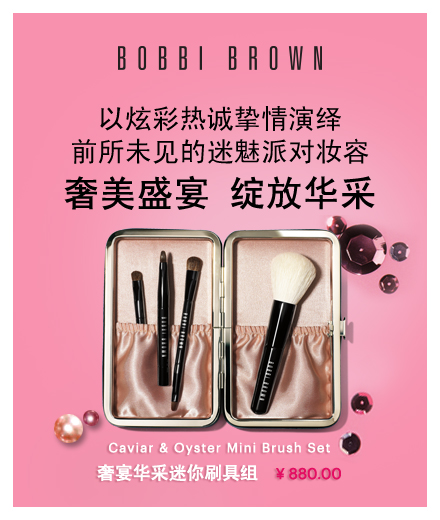 BOBBI BROWN
以炫彩热诚挚情演绎
前所未见的迷魅派对妆容
奢美盛宴 绽放华采
Caviar & Oyster Mini Brush Set
奢宴华采迷你刷具组 ¥880.00